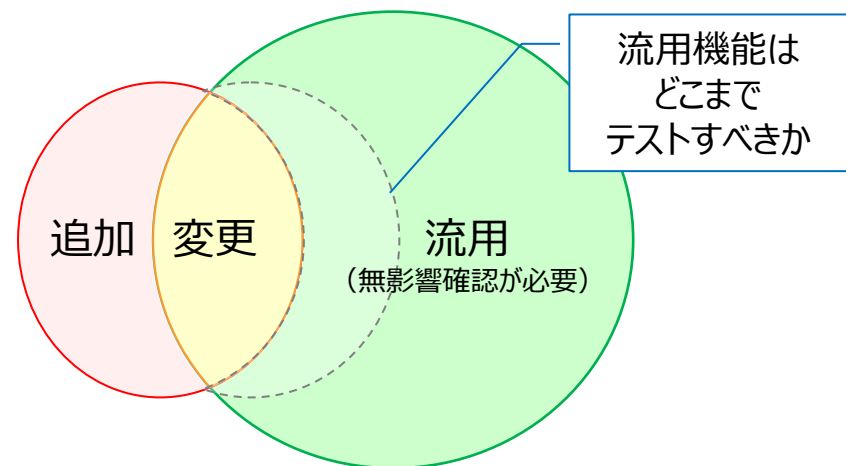 流用機能は
どこまで
テストすべきか
追加
変更
流用
（無影響確認が必要）